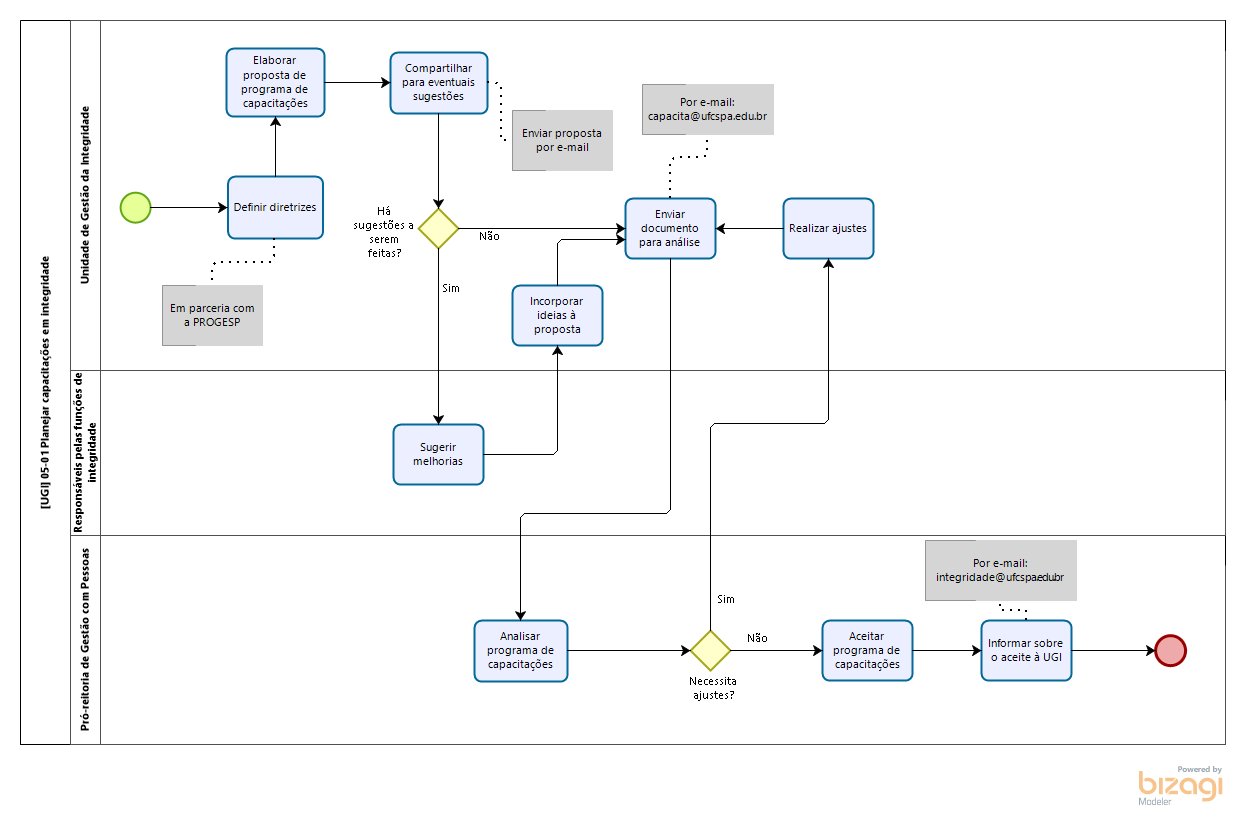 [UGI] 05-01 Planejar capacitações em integridade
Unidade de Gestão da Integridade
Elaborar
proposta de
programa de
capacitações
Compartilhar
para eventuais
sugestões
Enviar proposta
por e-mail
Por e-mail:
capacita@ufcspa.edu.br
Definir diretrizes
Em parceria com
a PROGESP
Há
sugestões a
serem
feitas?
Não
Sim
Enviar
documento
para análise
Realizar ajustes
Incorporar
ideias à
proposta
Responsáveis pelas funções de
integridade
Sugerir
melhorias
Pró-reitoria de Gestão com Pessoas
Analisar
programa de
capacitações
Necessita
ajustes?
Sim
Não
Aceitar
programa de
capacitações
Por e-mail:
integridade@ufcspa.edu.br
Informar sobre
o aceite à UGI
Powered by
bizagi
Modeler